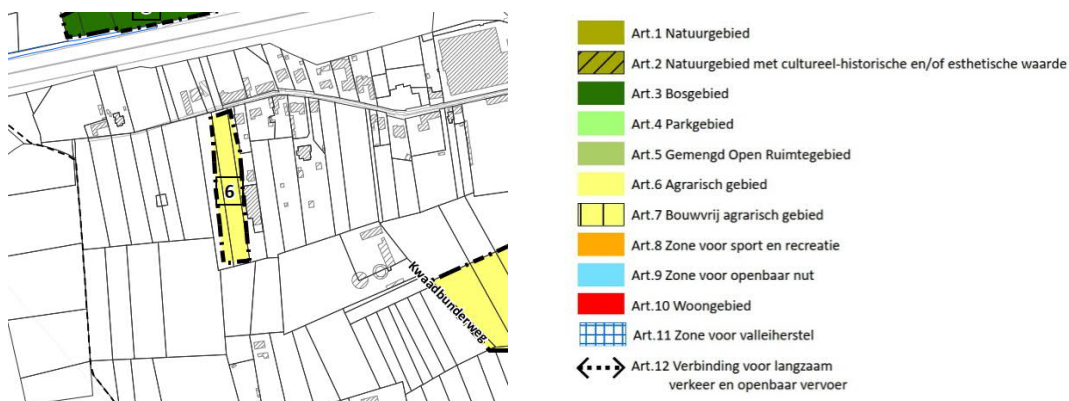 6
Kwaadbunderweg
Art.1 Natuurgebied
Art.2 Natuurgebied met cultureel-historische en/of esthetische waarde
Art.3 Bosgebied
Art.4 Parkgebied
Art.5 Gemengd Open Ruimtegebied
Art.6 Agrarisch gebied
Art.7 Bouwvrij agrarisch gebied
Art.8 Zone voor sport en recreatie
Art.9 Zone voor openbaar nut
Art.10 Woongebied
Art.11 Zone voor valleiherstel
Art.12 Verbinding voor langzaam
verkeer en openbaar vervoer